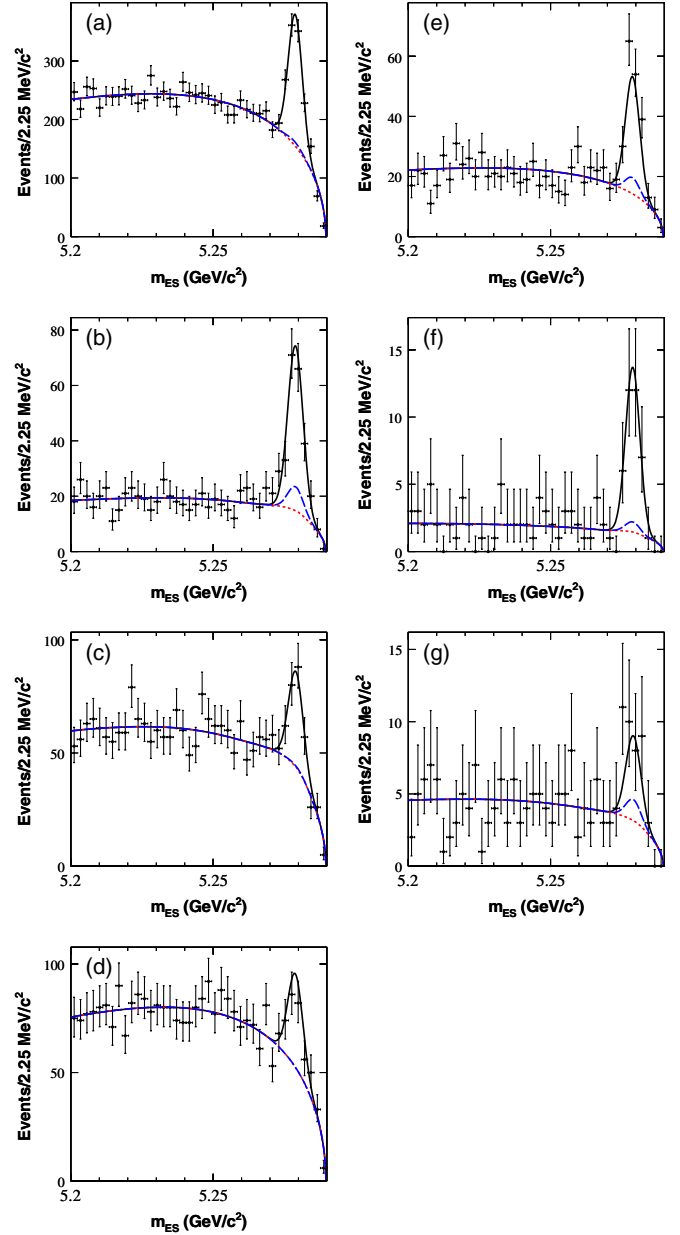 (a)
Events/2.25 MeV/c²
300
200
100
0
5.2
5.25
m_ES (GeV/c²)
(e)
Events/2.25 MeV/c²
60
40
20
0
5.2
5.25
m_ES (GeV/c²)
(b)
Events/2.25 MeV/c²
80
60
40
20
0
5.2
5.25
m_ES (GeV/c²)
(f)
Events/2.25 MeV/c²
15
10
5
0
5.2
5.25
m_ES (GeV/c²)
(c)
Events/2.25 MeV/c²
100
50
0
5.2
5.25
m_ES (GeV/c²)
(g)
Events/2.25 MeV/c²
15
10
5
0
5.2
5.25
m_ES (GeV/c²)
(d)
Events/2.25 MeV/c²
100
50
0
5.2
5.25
m_ES (GeV/c²)